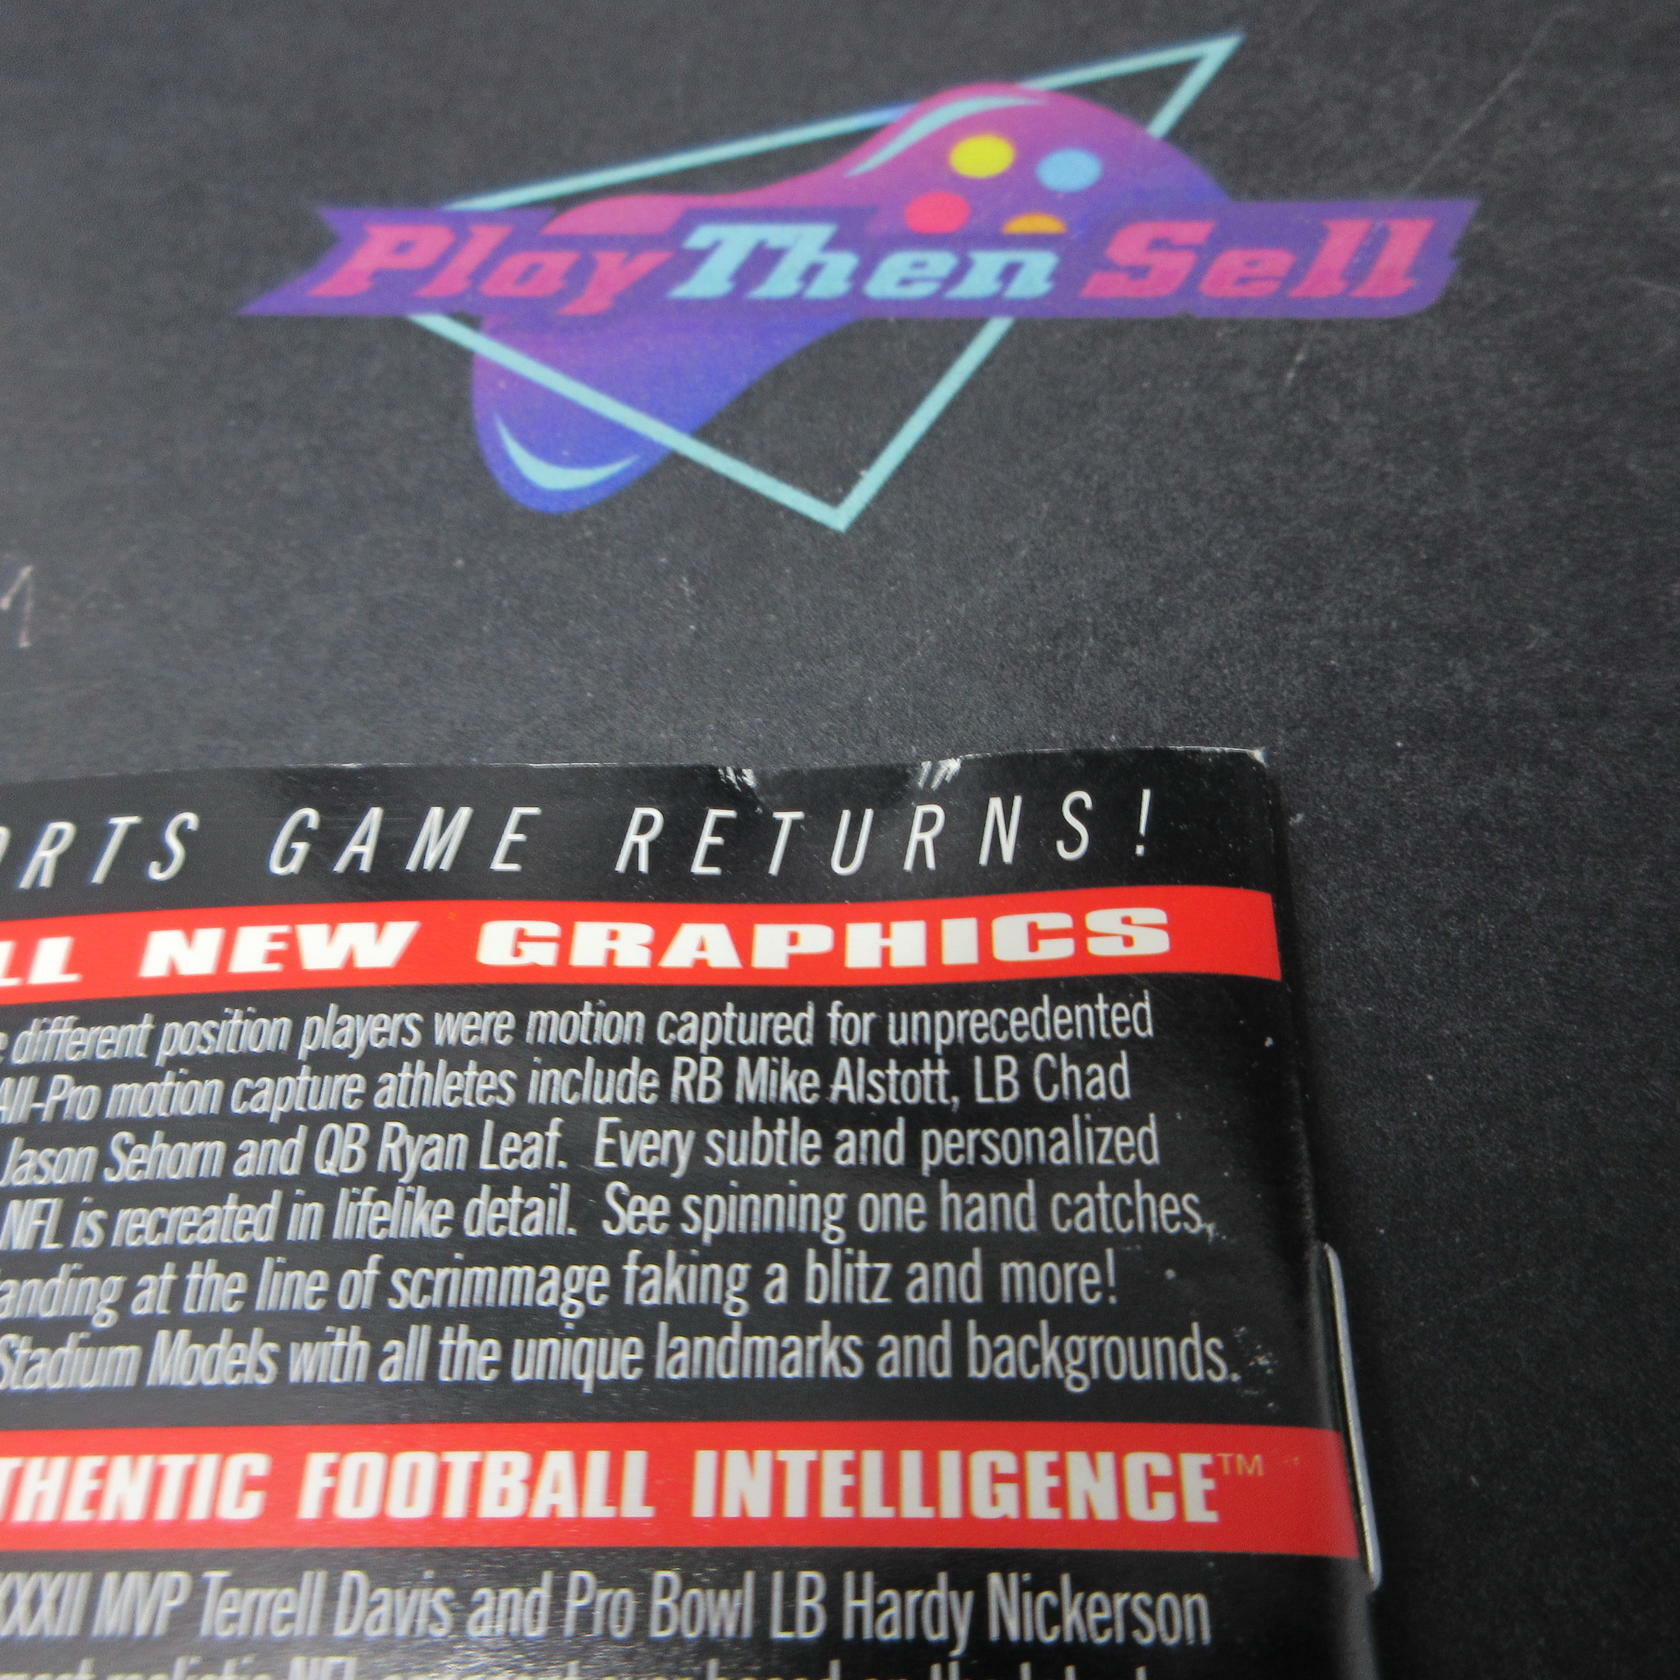 Play Then Sell
ORTS GAME RETURNS!
LL NEW GRAPHICS
different position players were motion captured for unprecedented
All-Pro motion capture athletes include RB Mike Alstott, LB Chad
Jason Sehorn and QB Ryan Leaf. Every subtle and personalized
NFL is recreated in lifelike detail. See spinning one hand catches,
anding at the line of scrimmage faking a blitz and more!
Stadium Models with all the unique landmarks and backgrounds.
THENTIC FOOTBALL INTELLIGENCE™
XXXII MVP Terrell Davis and Pro Bowl LB Hardy Nickerson